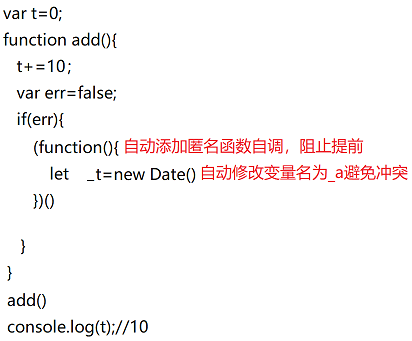 var t=0;
function add(){
t+=10;
var err=false;
if(err){
(function(){ 自动添加匿名函数自调，阻止提前
let _t=new Date() 自动修改变量名为_a避免冲突
})()
}
}
add()
console.log(t);//10